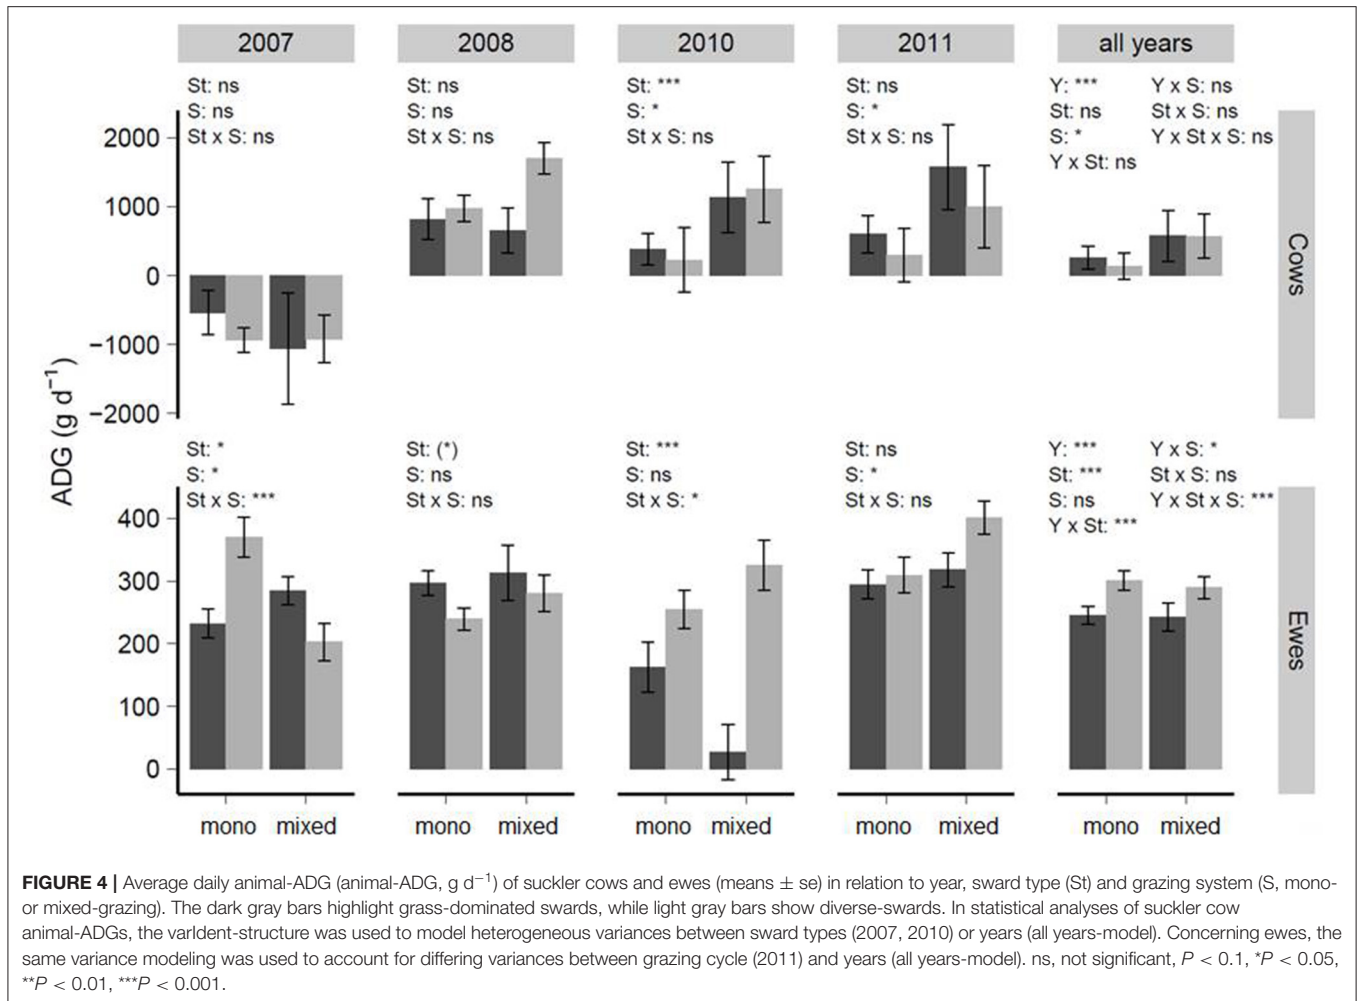 2007
2008
2010
2011
all years
St: ns
S: ns
St x S: ns
St: ns
S: ns
St x S: ns
St: ***
S: *
St x S: ns
St: ns
S: *
St x S: ns
Y: ***
St: ns
S: *
Y x St: ns
Y x S: ns
St x S: ns
Y x St x S: ns
2000
1000
0
−1000
−2000
Cows
ADG (g d⁻¹)
St: *
S: *
St x S: ***
St: (*)
S: ns
St x S: ns
St: ***
S: ns
St x S: *
St: ns
S: *
St x S: ns
Y: ***
St: ***
S: ns
Y x St: ***
Y x S: *
St x S: ns
Y x St x S: ***
400
300
200
100
0
Ewes
mono mixed
mono mixed
mono mixed
mono mixed
mono mixed
FIGURE 4 | Average daily animal-ADG (animal-ADG, g d⁻¹) of suckler cows and ewes (means ± se) in relation to year, sward type (St) and grazing system (S, mono-
or mixed-grazing). The dark gray bars highlight grass-dominated swards, while light gray bars show diverse-swards. In statistical analyses of suckler cow
animal-ADGs, the varIdent-structure was used to model heterogeneous variances between sward types (2007, 2010) or years (all years-model). Concerning ewes, the
same variance modeling was used to account for differing variances between grazing cycle (2011) and years (all years-model). ns, not significant, P < 0.1, *P < 0.05,
**P < 0.01, ***P < 0.001.